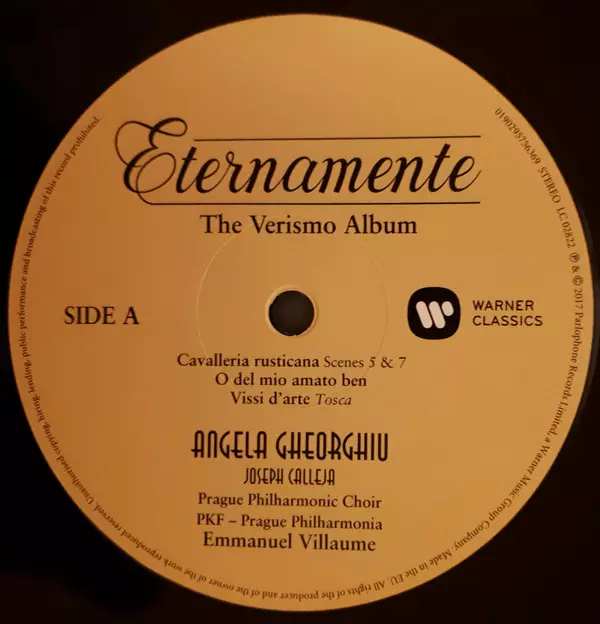 Eternamente
The Verismo Album
SIDE A
WARNER
CLASSICS
Cavalleria rusticana Scenes 5 & 7
O del mio amato ben
Vissi d'arte Tosca
ANGELA GHEORGHIU
JOSEPH CALLEJA
Prague Philharmonic Choir
PKF – Prague Philharmonia
Emmanuel Villaume
0190295756369 STEREO LC 02822 ℗ & © 2017 Parlophone Records Limited, a Warner Music Group Company. Made in the EU. All rights of the producer and of the owner of the work reproduced reserved. Unauthorised copying, hiring, lending, public performance and broadcasting of this record prohibited.